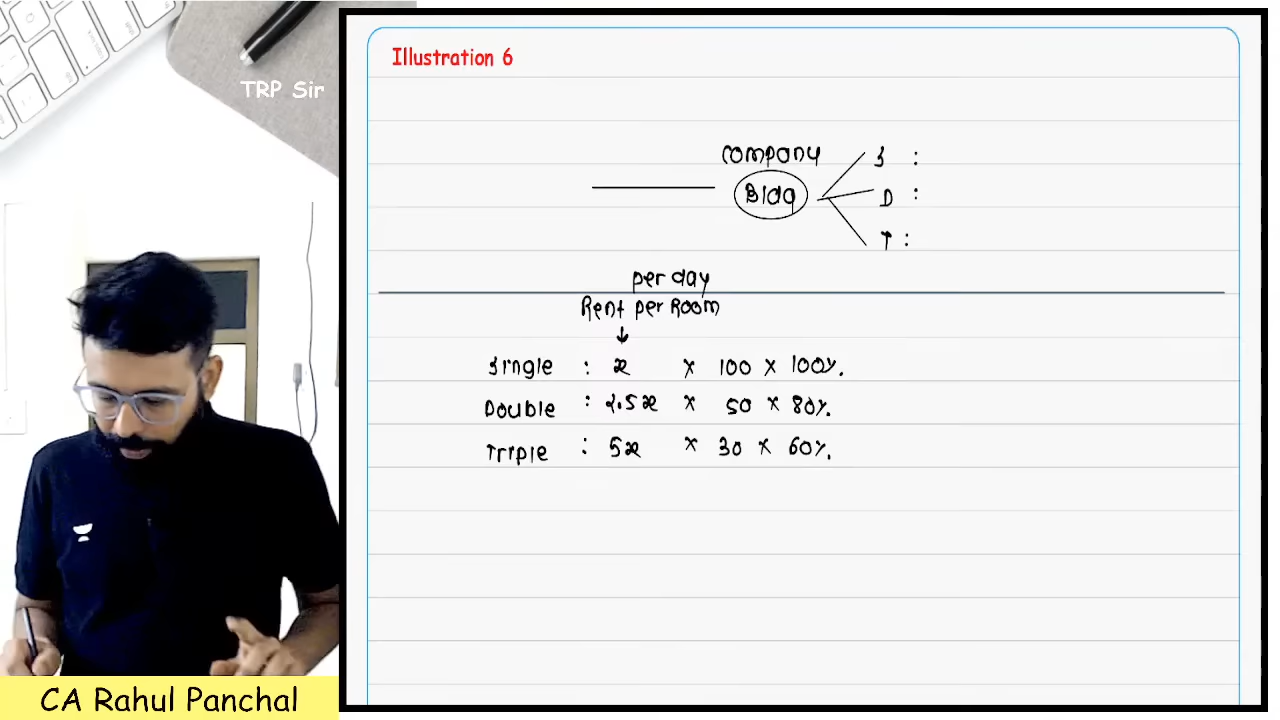 TRP Sir
Illustration 6
Company
Bldg
S :
D :
T :
per day
Rent per Room
Single : x × 100 × 100%.
Double : 2.5x × 50 × 80%.
Triple : 5x × 30 × 60%.
CA Rahul Panchal